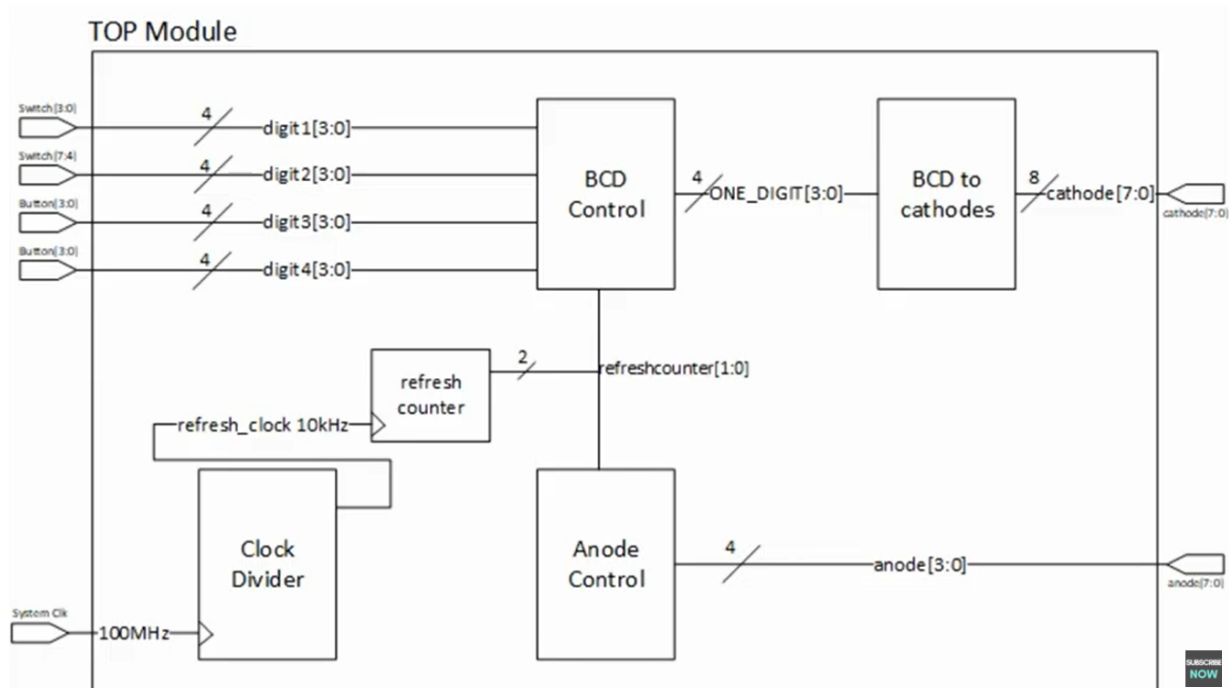 TOP Module
Switch(3:0)
4
digit1[3:0]
Switch(7:4)
4
digit2[3:0]
Button(3:0)
4
digit3[3:0]
Button(3:0)
4
digit4[3:0]
BCD
Control
4
ONE_DIGIT[3:0]
BCD to
cathodes
8
cathode[7:0]
cathode(7:0)
refresh
counter
2
refreshcounter[1:0]
refresh_clock 10kHz
Clock
Divider
System Clk
100MHz
Anode
Control
4
anode[3:0]
anode(7:0)
SUBSCRIBE
NOW